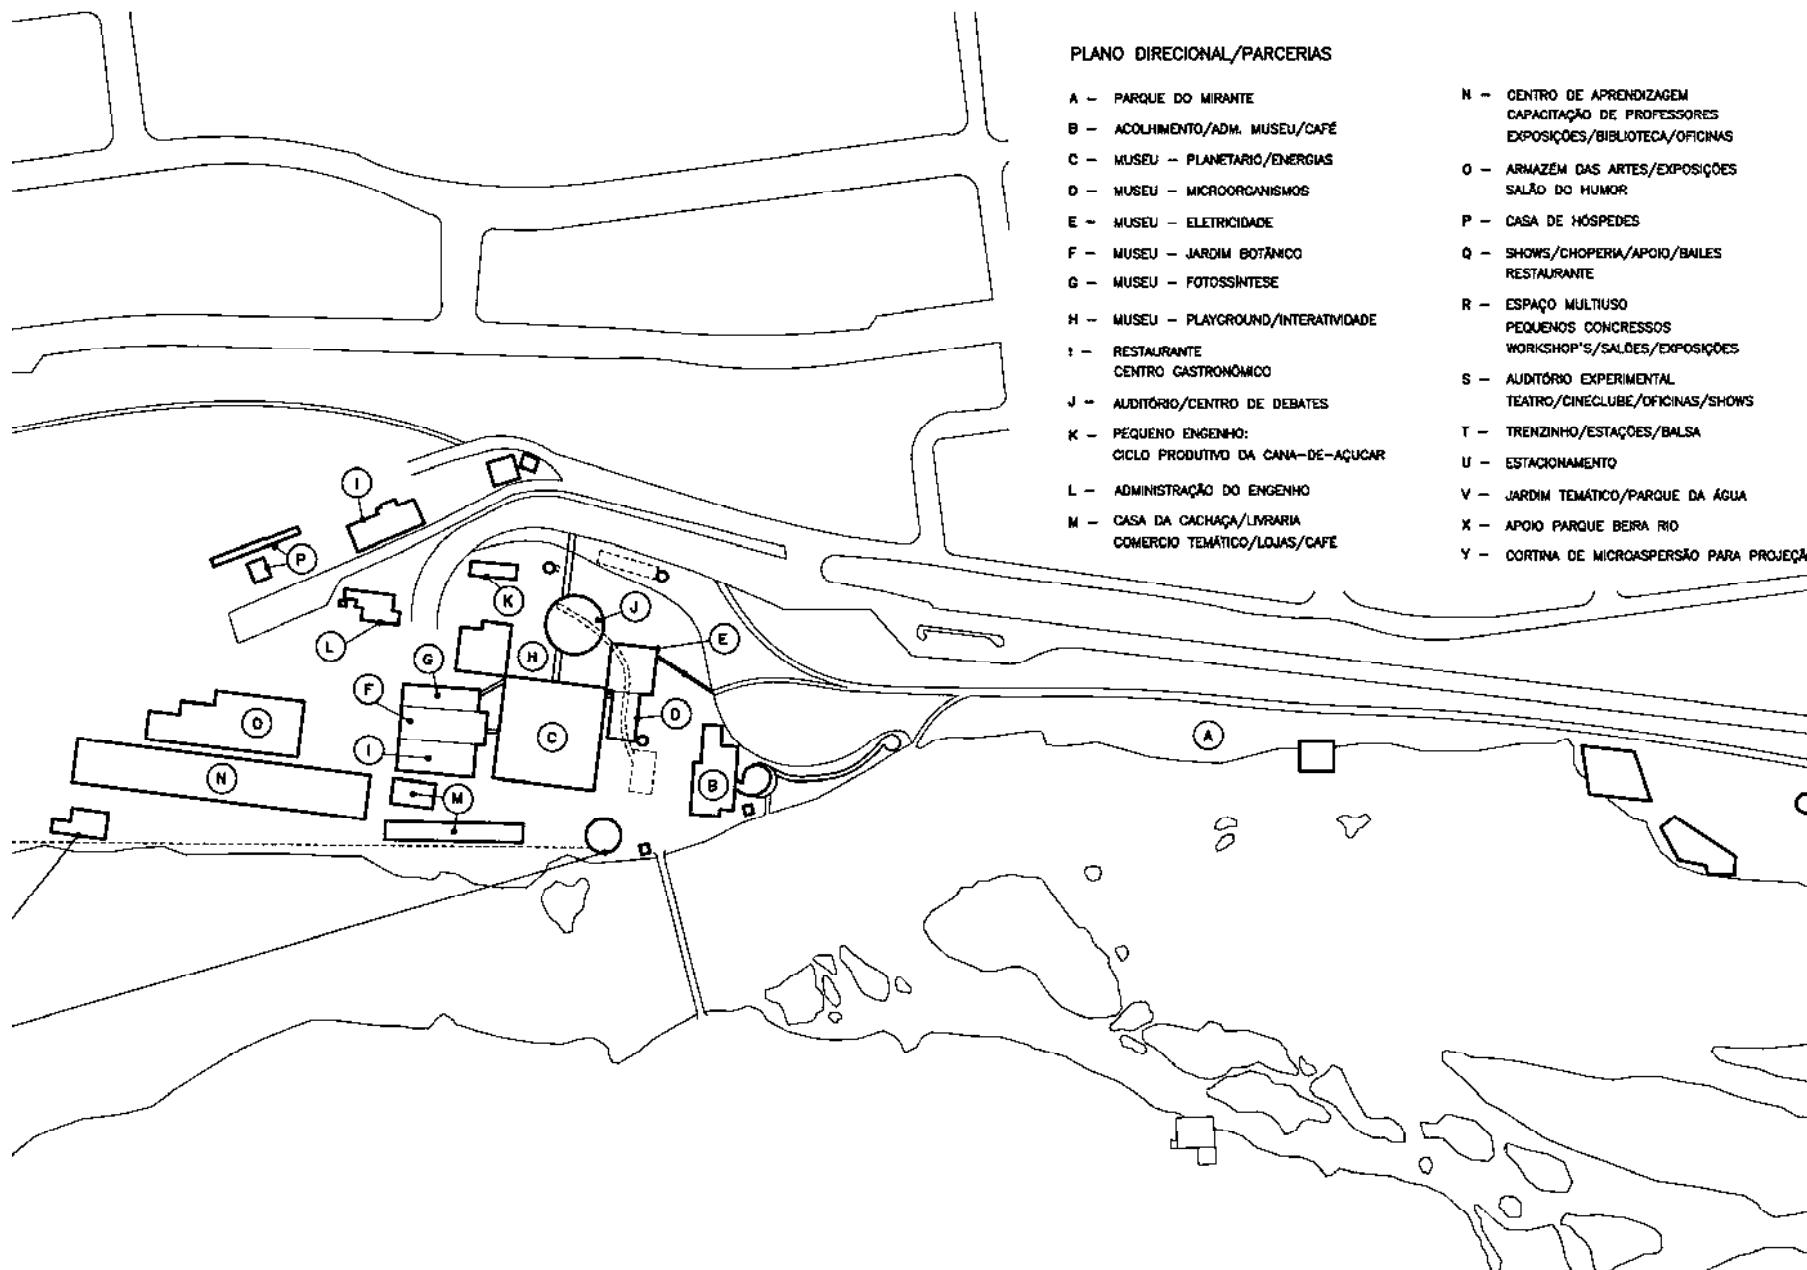 PLANO DIRECIONAL/PARCERIAS
A – PARQUE DO MIRANTE
B – ACOLHIMENTO/ADM. MUSEU/CAFÉ
C – MUSEU – PLANETARIO/ENERGIAS
D – MUSEU – MICROORGANISMOS
E – MUSEU – ELETRICIDADE
F – MUSEU – JARDIM BOTÂNICO
G – MUSEU – FOTOSSÍNTESE
H – MUSEU – PLAYGROUND/INTERATIVIDADE
I – RESTAURANTE
CENTRO GASTRONÔMICO
J – AUDITÓRIO/CENTRO DE DEBATES
K – PEQUENO ENGENHO:
CICLO PRODUTIVO DA CANA-DE-AÇUCAR
L – ADMINISTRAÇÃO DO ENGENHO
M – CASA DA CACHAÇA/LIVRARIA
COMERCIO TEMÁTICO/LOJAS/CAFÉ
N – CENTRO DE APRENDIZAGEM
CAPACITAÇÃO DE PROFESSORES
EXPOSIÇÕES/BIBLIOTECA/OFICINAS
O – ARMAZÉM DAS ARTES/EXPOSIÇÕES
SALÃO DO HUMOR
P – CASA DE HÓSPEDES
Q – SHOWS/CHOPERIA/APOIO/BAILES
RESTAURANTE
R – ESPAÇO MULTIUSO
PEQUENOS CONCRESSOS
WORKSHOP'S/SALÕES/EXPOSIÇÕES
S – AUDITÓRIO EXPERIMENTAL
TEATRO/CINECLUBE/OFICINAS/SHOWS
T – TRENZINHO/ESTAÇÕES/BALSA
U – ESTACIONAMENTO
V – JARDIM TEMÁTICO/PARQUE DA ÁGUA
X – APOIO PARQUE BEIRA RIO
Y – CORTINA DE MICROASPERSÃO PARA PROJEÇÃ
I
P
K
J
L
E
H
G
F
D
O
C
A
I
N
B
M